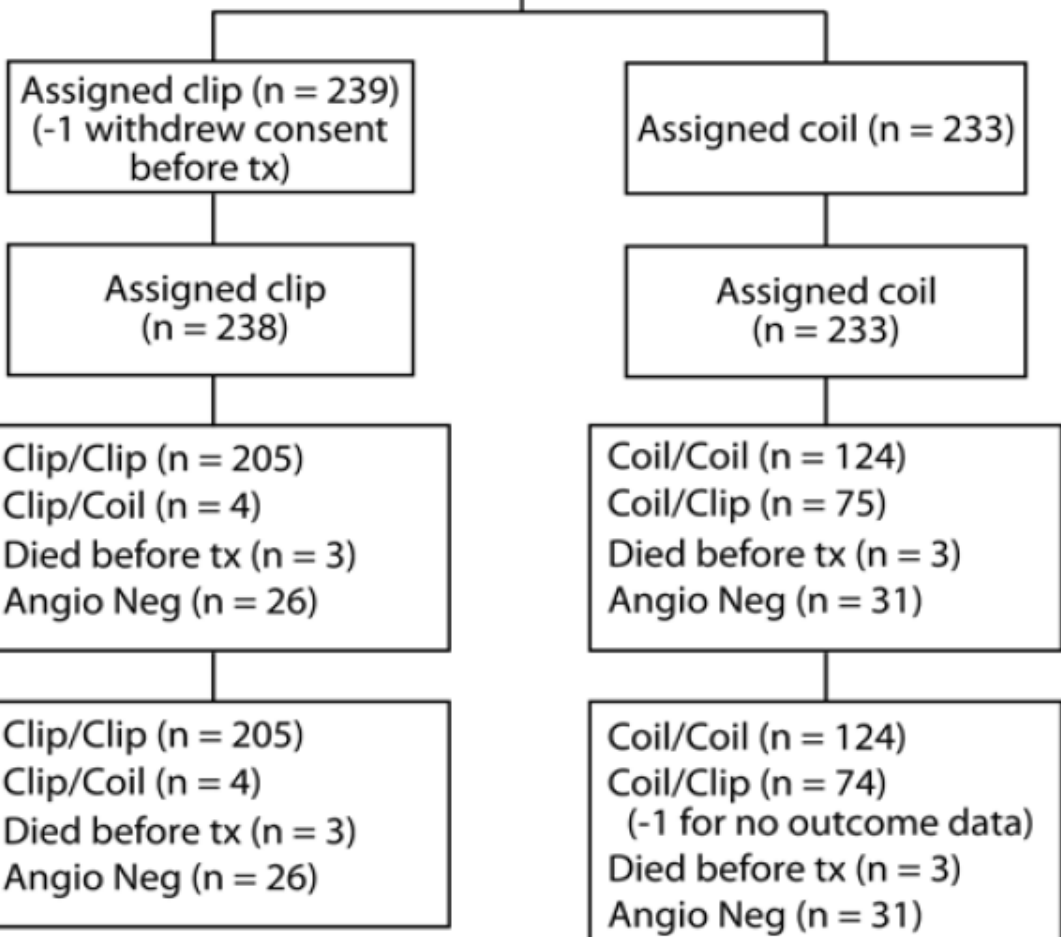 Assigned clip (n = 239)
(-1 withdrew consent
before tx)
Assigned coil (n = 233)
Assigned clip
(n = 238)
Assigned coil
(n = 233)
Clip/Clip (n = 205)
Clip/Coil (n = 4)
Died before tx (n = 3)
Angio Neg (n = 26)
Coil/Coil (n = 124)
Coil/Clip (n = 75)
Died before tx (n = 3)
Angio Neg (n = 31)
Clip/Clip (n = 205)
Clip/Coil (n = 4)
Died before tx (n = 3)
Angio Neg (n = 26)
Coil/Coil (n = 124)
Coil/Clip (n = 74)
(-1 for no outcome data)
Died before tx (n = 3)
Angio Neg (n = 31)